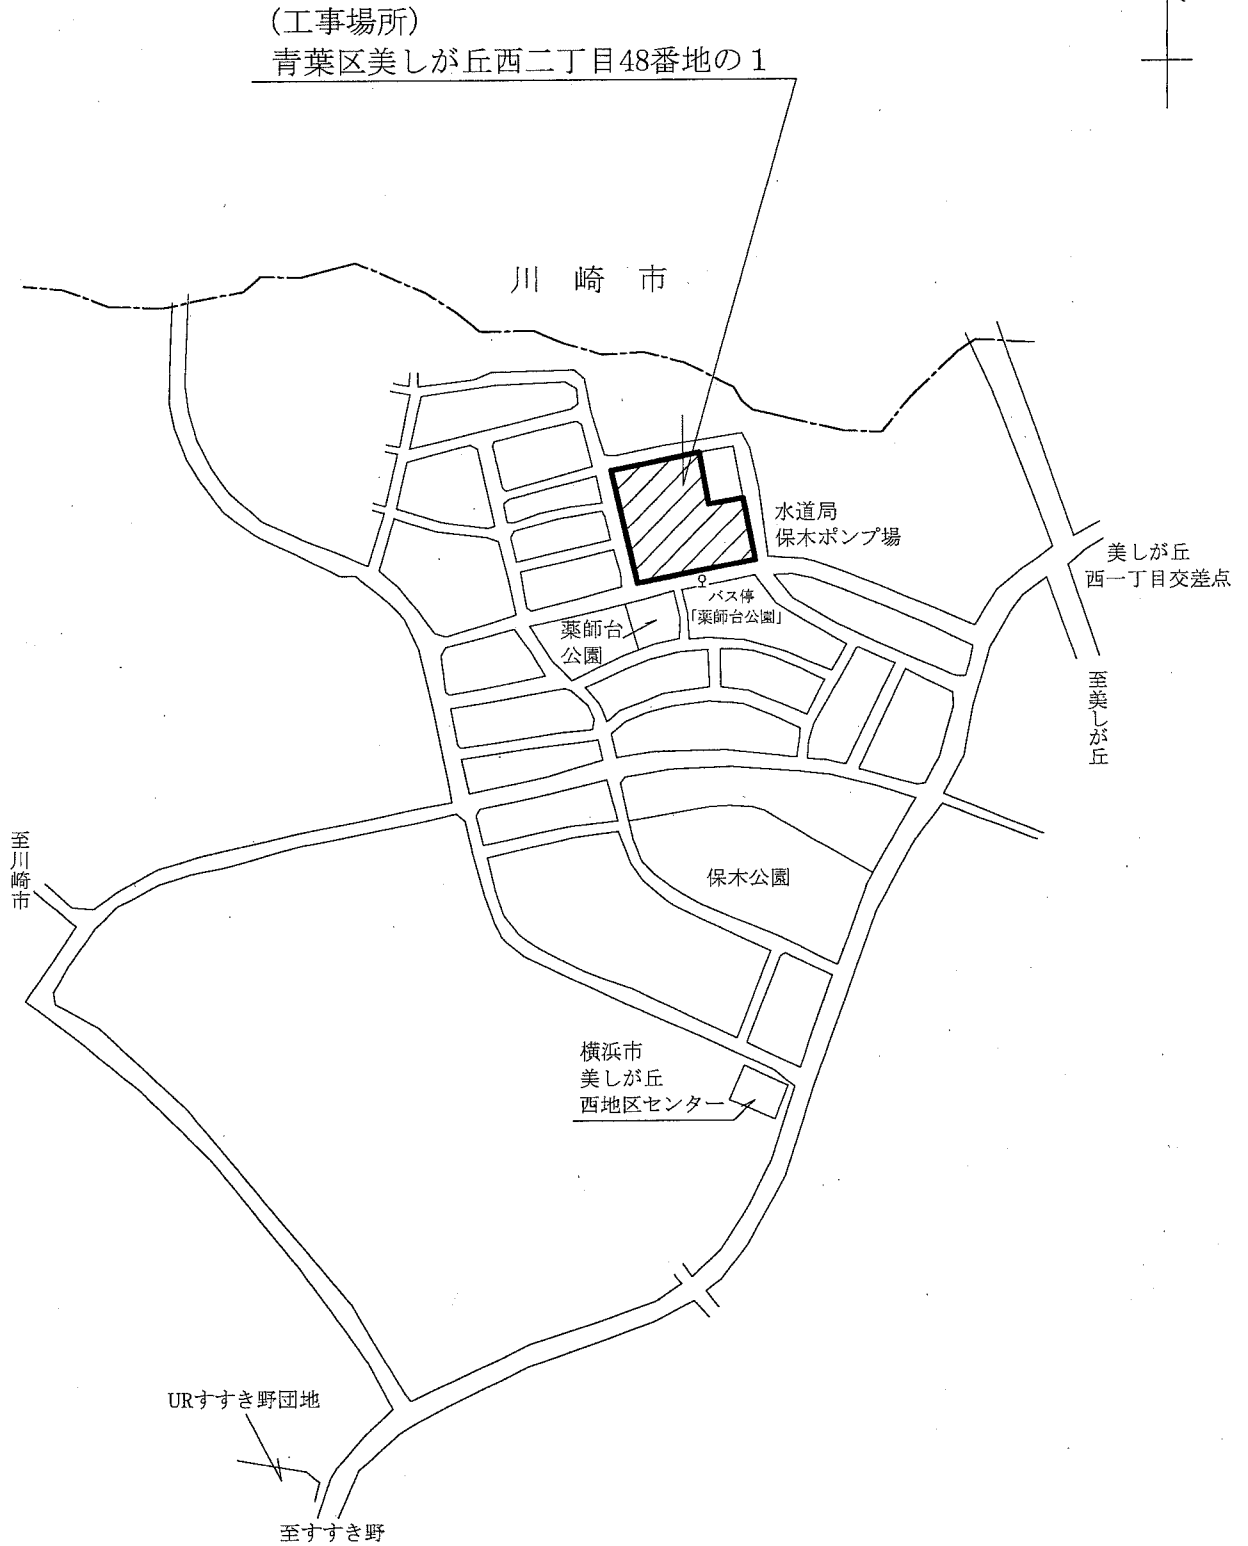 (工事場所)
青葉区美しが丘西二丁目48番地の1
川崎市
水道局
保木ポンプ場
美しが丘
西一丁目交差点
バス停
「薬師台公園」
薬師台
公園
至美しが丘
至川崎市
保木公園
横浜市
美しが丘
西地区センター
URすすき野団地
至すすき野